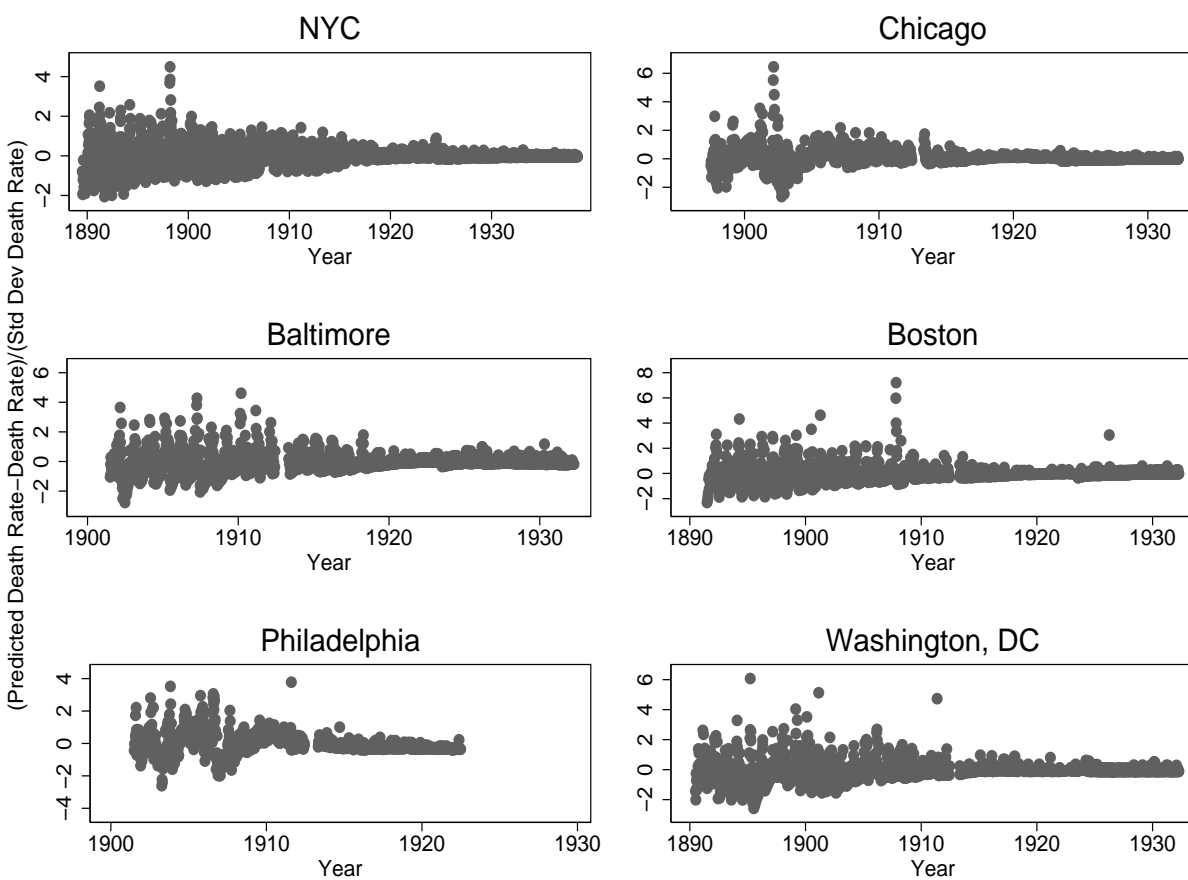 (Predicted Death Rate−Death Rate)/(Std Dev Death Rate)
NYC
4
2
0
−2
1890 1900 1910 1920 1930
Year
Chicago
6
4
2
0
−2
1900 1910 1920 1930
Year
Baltimore
6
4
2
0
−2
1900 1910 1920 1930
Year
Boston
8
6
4
2
0
−2
1890 1900 1910 1920 1930
Year
Philadelphia
4
2
0
−2
−4
1900 1910 1920 1930
Year
Washington, DC
6
4
2
0
−2
1890 1900 1910 1920 1930
Year